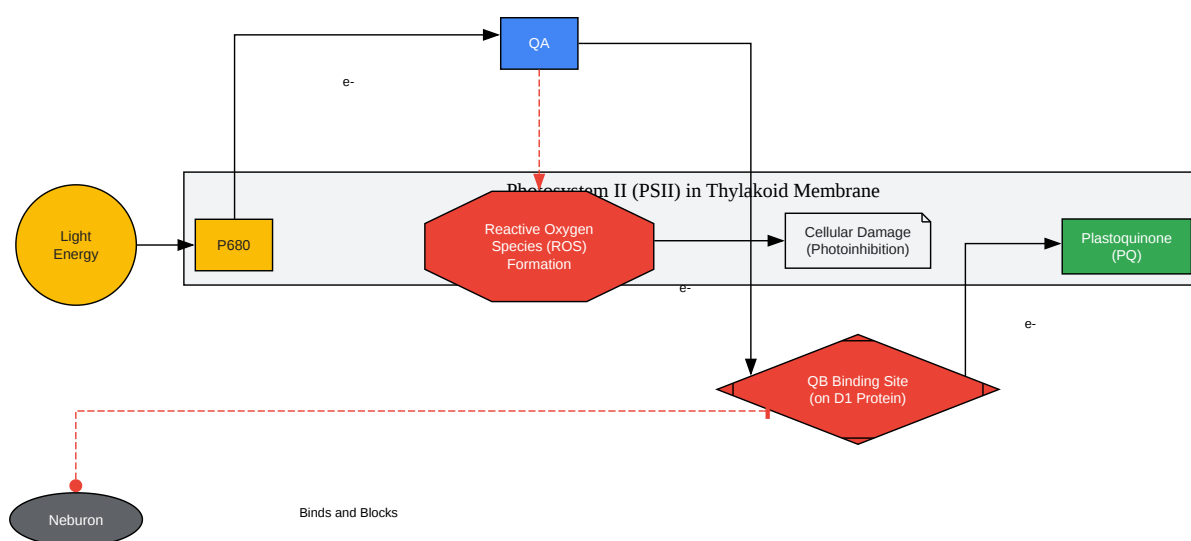 QA
e-
Photosystem II (PSII) in Thylakoid Membrane
Light
Energy
P680
Reactive Oxygen
Species (ROS)
Formation
Cellular Damage
(Photoinhibition)
Plastoquinone
(PQ)
e-
e-
QB Binding Site
(on D1 Protein)
Neburon
Binds and Blocks